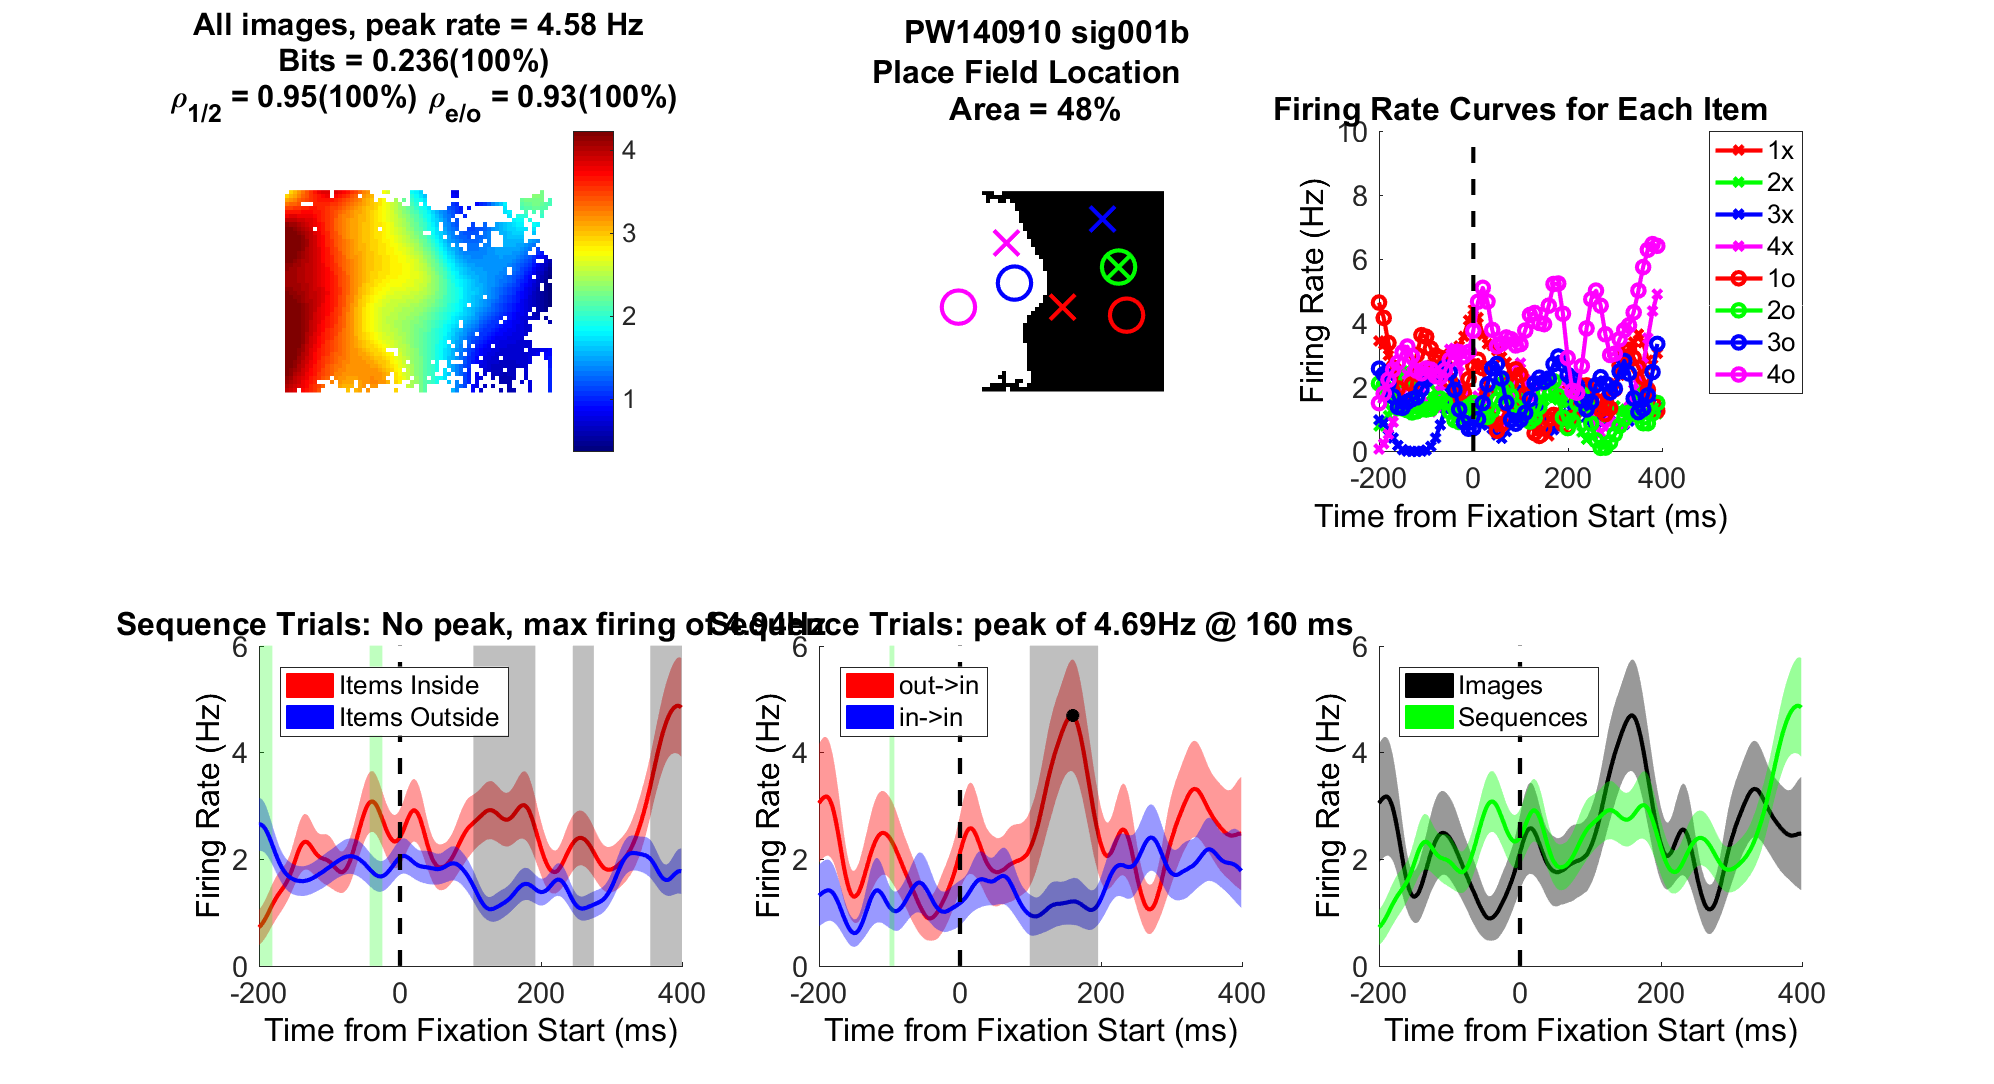 All images, peak rate = 4.58 Hz
Bits = 0.236(100%)
ρ1/2 = 0.95(100%) ρe/o = 0.93(100%)
4
3
2
1
PW140910 sig001b
Place Field Location
Area = 48%
Firing Rate Curves for Each Item
10
8
6
4
2
0
Firing Rate (Hz)
-200 0 200 400
Time from Fixation Start (ms)
1x
2x
3x
4x
1o
2o
3o
4o
Sequence Trials: No peak, max firing of 4.94Hz
6
4
2
0
Firing Rate (Hz)
Items Inside
Items Outside
-200 0 200 400
Time from Fixation Start (ms)
Sequence Trials: peak of 4.69Hz @ 160 ms
6
4
2
0
Firing Rate (Hz)
out->in
in->in
-200 0 200 400
Time from Fixation Start (ms)
6
4
2
0
Firing Rate (Hz)
Images
Sequences
-200 0 200 400
Time from Fixation Start (ms)